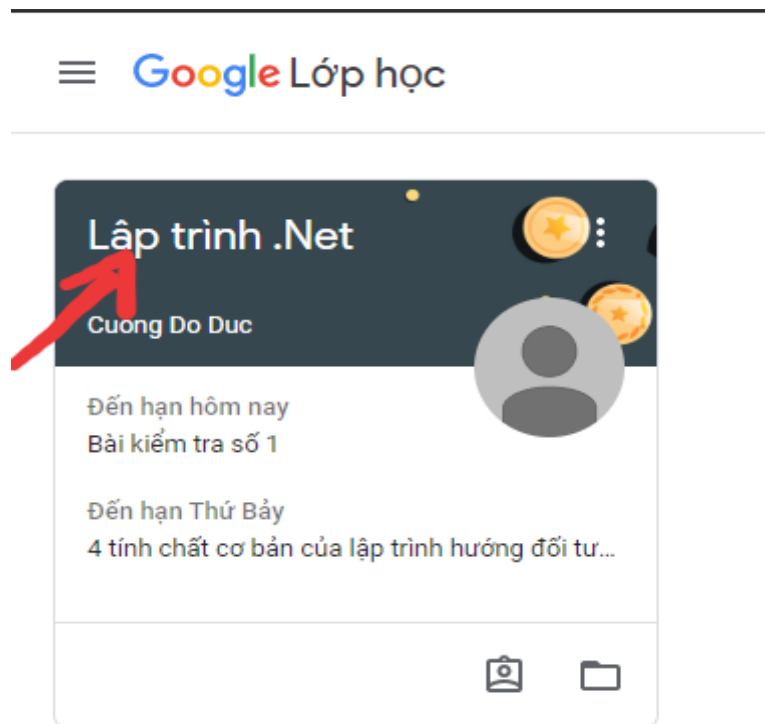 Google Lớp học
Lâp trình .Net
Cuong Do Duc
Đến hạn hôm nay
Bài kiểm tra số 1
Đến hạn Thứ Bảy
4 tính chất cơ bản của lập trình hướng đối tư...